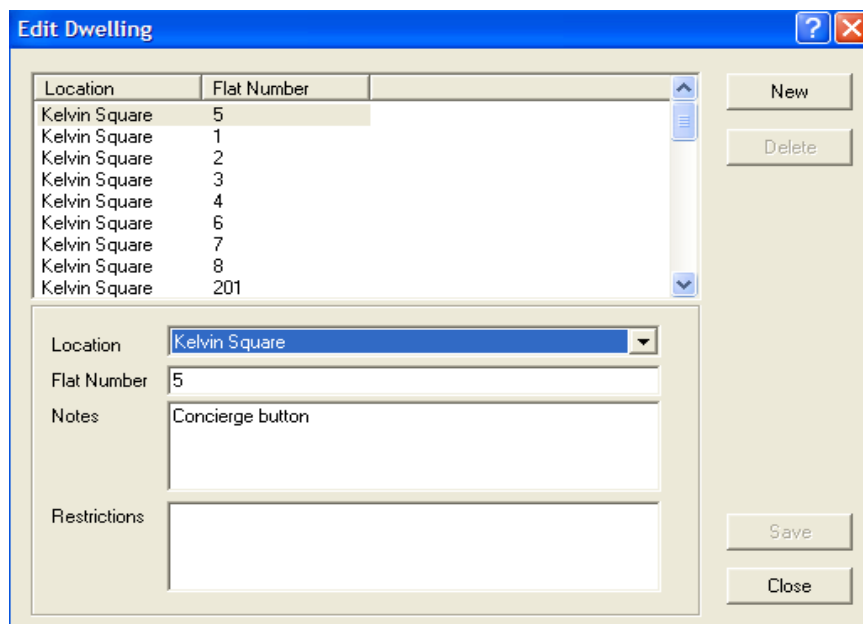 Edit Dwelling ?
Location Flat Number
Kelvin Square 5
Kelvin Square 1
Kelvin Square 2
Kelvin Square 3
Kelvin Square 4
Kelvin Square 6
Kelvin Square 7
Kelvin Square 8
Kelvin Square 201
New
Delete
Location Kelvin Square
Flat Number 5
Notes Concierge button
Restrictions
Save
Close